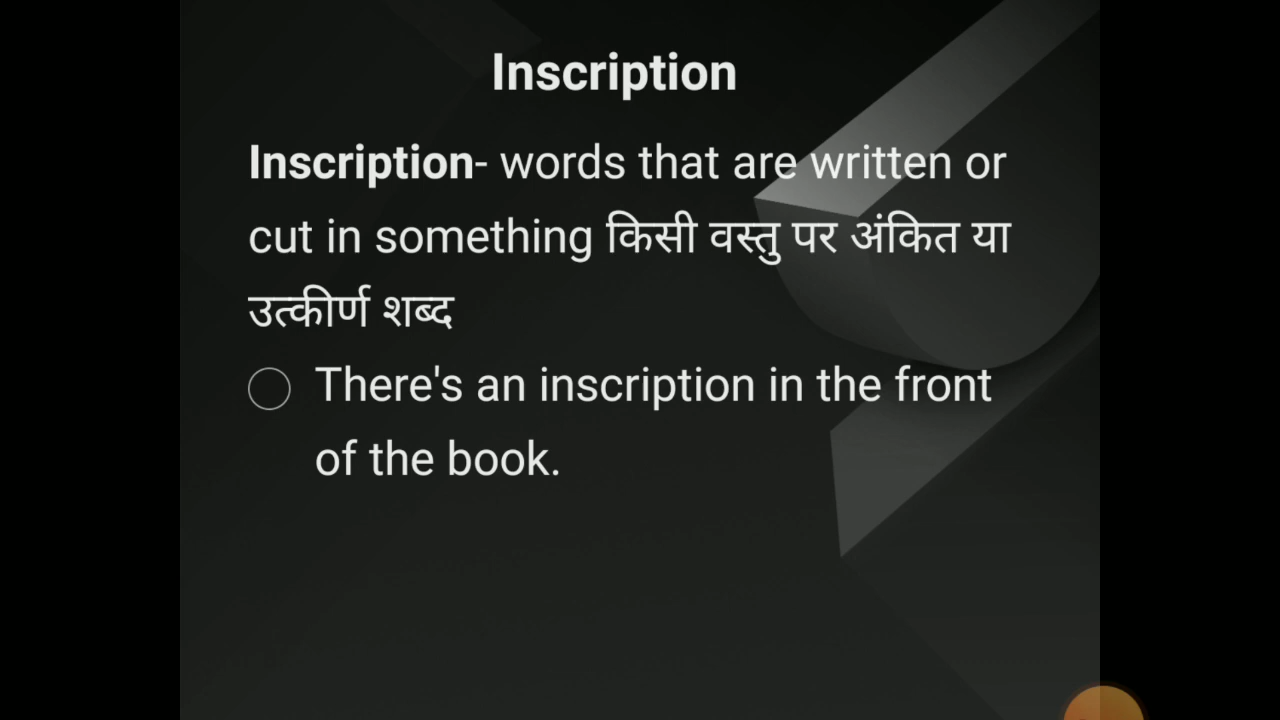 Inscription
Inscription- words that are written or
cut in something किसी वस्तु पर अंकित या
उत्कीर्ण शब्द
There's an inscription in the front
of the book.